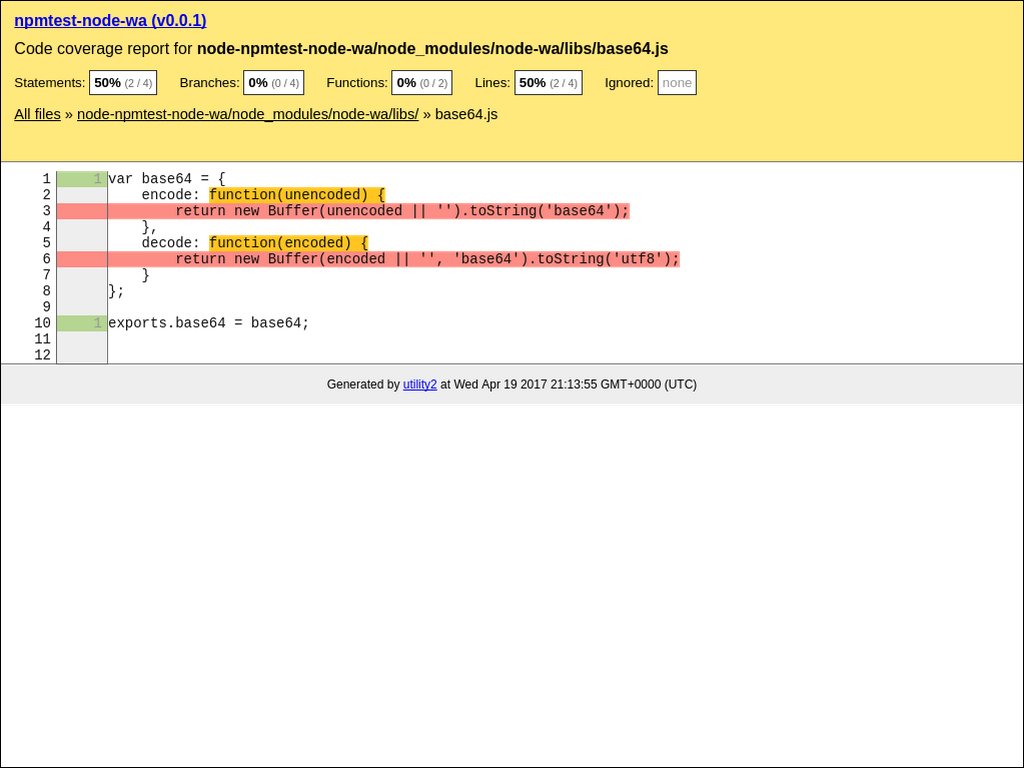 npmtest-node-wa (v0.0.1)
Code coverage report for node-npmtest-node-wa/node_modules/node-wa/libs/base64.js
Statements: 50% (2 / 4) Branches: 0% (0 / 4) Functions: 0% (0 / 2) Lines: 50% (2 / 4) Ignored: none
All files » node-npmtest-node-wa/node_modules/node-wa/libs/ » base64.js
1 1 var base64 = {
2 encode: function(unencoded) {
3 return new Buffer(unencoded || '').toString('base64');
4 },
5 decode: function(encoded) {
6 return new Buffer(encoded || '', 'base64').toString('utf8');
7 }
8 };
9
10 1 exports.base64 = base64;
11
12
Generated by utility2 at Wed Apr 19 2017 21:13:55 GMT+0000 (UTC)